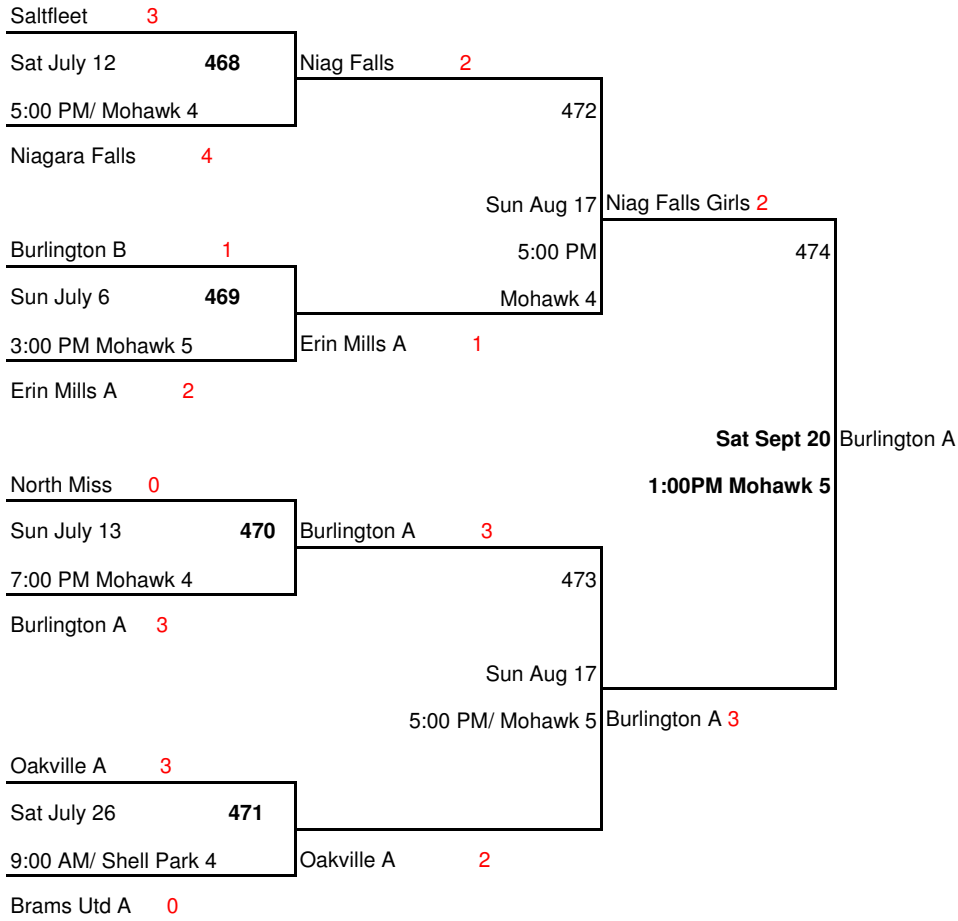 Saltfleet 3
Sat July 12 468 Niag Falls 2
5:00 PM/ Mohawk 4 472
Niagara Falls 4
Sun Aug 17 Niag Falls Girls 2
Burlington B 1 5:00 PM 474
Sun July 6 469 Mohawk 4
3:00 PM Mohawk 5 Erin Mills A 1
Erin Mills A 2
Sat Sept 20 Burlington A
North Miss 0 1:00PM Mohawk 5
Sun July 13 470 Burlington A 3
7:00 PM Mohawk 4 473
Burlington A 3
Sun Aug 17
5:00 PM/ Mohawk 5 Burlington A 3
Oakville A 3
Sat July 26 471
9:00 AM/ Shell Park 4 Oakville A 2
Brams Utd A 0